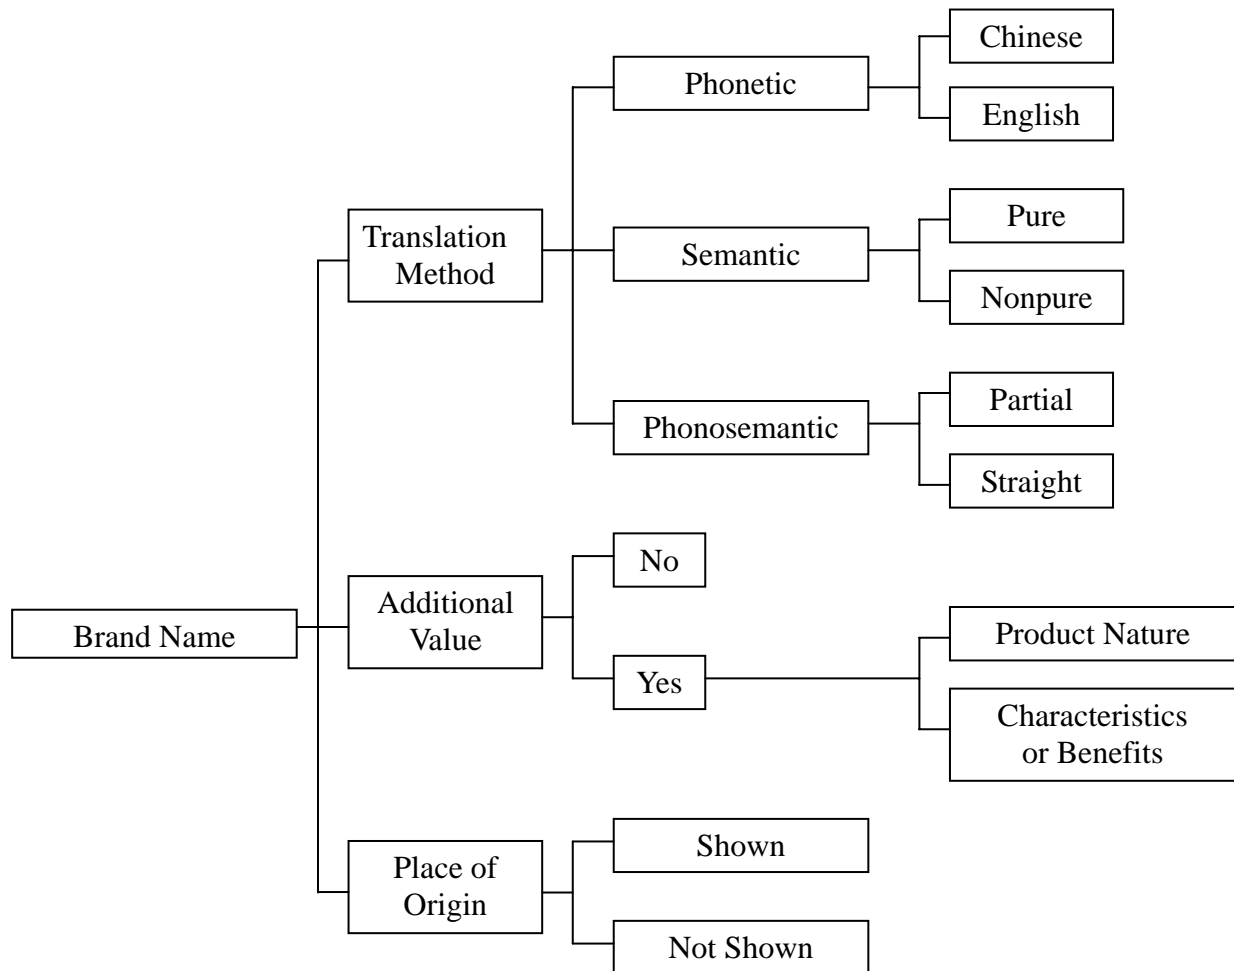 Chinese
Phonetic
English
Pure
Translation
Method
Semantic
Nonpure
Partial
Phonosemantic
Straight
No
Additional
Value
Brand Name
Product Nature
Yes
Characteristics
or Benefits
Shown
Place of
Origin
Not Shown